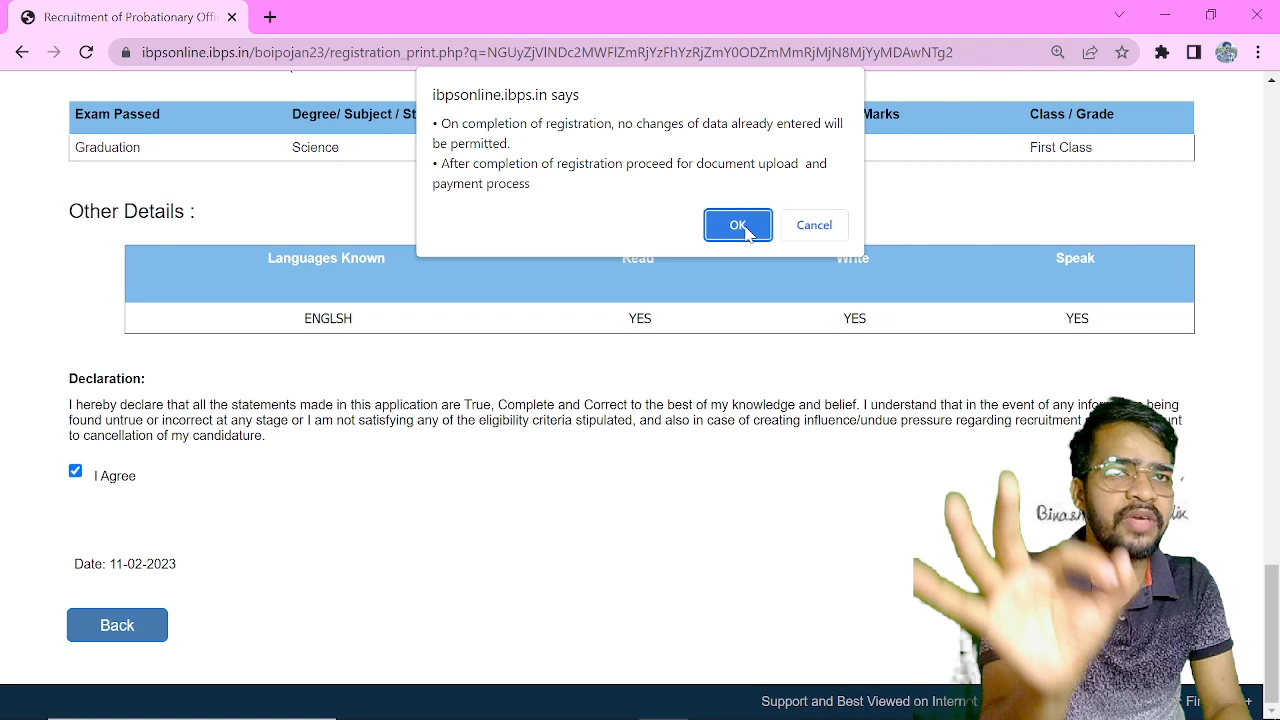 Recruitment of Probationary Offi
ibpsonline.ibps.in/boipojan23/registration_print.php?q=NGUyZjVlNDc2MWFlZmRjYzFhYzRjZmY0ODZmMmRjMjN8MjYyMDAwNTg2
ibpsonline.ibps.in says
• On completion of registration, no changes of data already entered will
be permitted.
• After completion of registration proceed for document upload and
payment process
OK Cancel
Exam Passed Degree/ Subject / St Marks Class / Grade
Graduation Science First Class
Other Details :
Languages Known Read Write Speak
ENGLSH YES YES YES
Declaration:
I hereby declare that all the statements made in this application are True, Complete and Correct to the best of my knowledge and belief. I understand that in the event of any being
found untrue or incorrect at any stage or I am not satisfying any of the eligibility criteria stipulated, and also in case of creating influence/undue pressure regarding recruitment
to cancellation of my candidature.
I Agree
Date: 11-02-2023
Back
Support and Best Viewed on